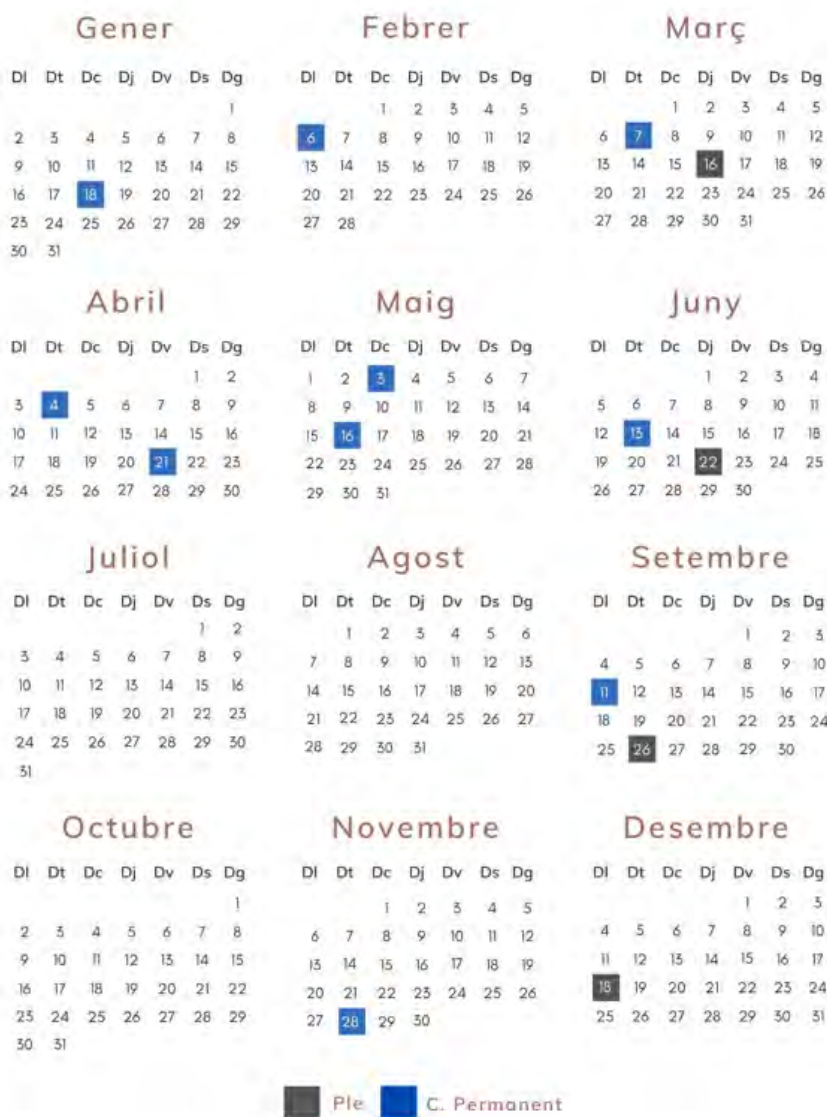 Gener
Dl Dt Dc Dj Dv Ds Dg
1
2 3 4 5 6 7 8
9 10 11 12 13 14 15
16 17 18 19 20 21 22
23 24 25 26 27 28 29
30 31
Febrer
Dl Dt Dc Dj Dv Ds Dg
1 2 3 4 5
6 7 8 9 10 11 12
13 14 15 16 17 18 19
20 21 22 23 24 25 26
27 28
Març
Dl Dt Dc Dj Dv Ds Dg
1 2 3 4 5
6 7 8 9 10 11 12
13 14 15 16 17 18 19
20 21 22 23 24 25 26
27 28 29 30 31
Abril
Dl Dt Dc Dj Dv Ds Dg
1 2
3 4 5 6 7 8 9
10 11 12 13 14 15 16
17 18 19 20 21 22 23
24 25 26 27 28 29 30
Maig
Dl Dt Dc Dj Dv Ds Dg
1 2 3 4 5 6 7
8 9 10 11 12 13 14
15 16 17 18 19 20 21
22 23 24 25 26 27 28
29 30 31
Juny
Dl Dt Dc Dj Dv Ds Dg
1 2 3 4
5 6 7 8 9 10 11
12 13 14 15 16 17 18
19 20 21 22 23 24 25
26 27 28 29 30
Juliol
Dl Dt Dc Dj Dv Ds Dg
1 2
3 4 5 6 7 8 9
10 11 12 13 14 15 16
17 18 19 20 21 22 23
24 25 26 27 28 29 30
31
Agost
Dl Dt Dc Dj Dv Ds Dg
1 2 3 4 5 6
7 8 9 10 11 12 13
14 15 16 17 18 19 20
21 22 23 24 25 26 27
28 29 30 31
Setembre
Dl Dt Dc Dj Dv Ds Dg
1 2 3
4 5 6 7 8 9 10
11 12 13 14 15 16 17
18 19 20 21 22 23 24
25 26 27 28 29 30
Octubre
Dl Dt Dc Dj Dv Ds Dg
1
2 3 4 5 6 7 8
9 10 11 12 13 14 15
16 17 18 19 20 21 22
23 24 25 26 27 28 29
30 31
Novembre
Dl Dt Dc Dj Dv Ds Dg
1 2 3 4 5
6 7 8 9 10 11 12
13 14 15 16 17 18 19
20 21 22 23 24 25 26
27 28 29 30
Desembre
Dl Dt Dc Dj Dv Ds Dg
1 2 3
4 5 6 7 8 9 10
11 12 13 14 15 16 17
18 19 20 21 22 23 24
25 26 27 28 29 30 31
Ple C. Permanent